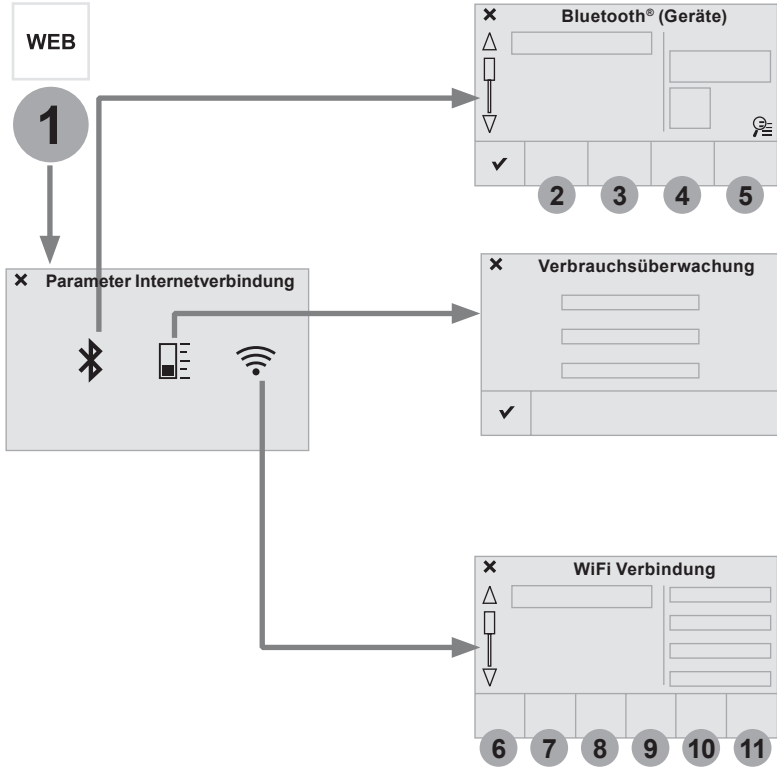 WEB
1
Parameter Internetverbindung
Bluetooth® (Geräte)
2 3 4 5
Verbrauchsüberwachung
WiFi Verbindung
6 7 8 9 10 11